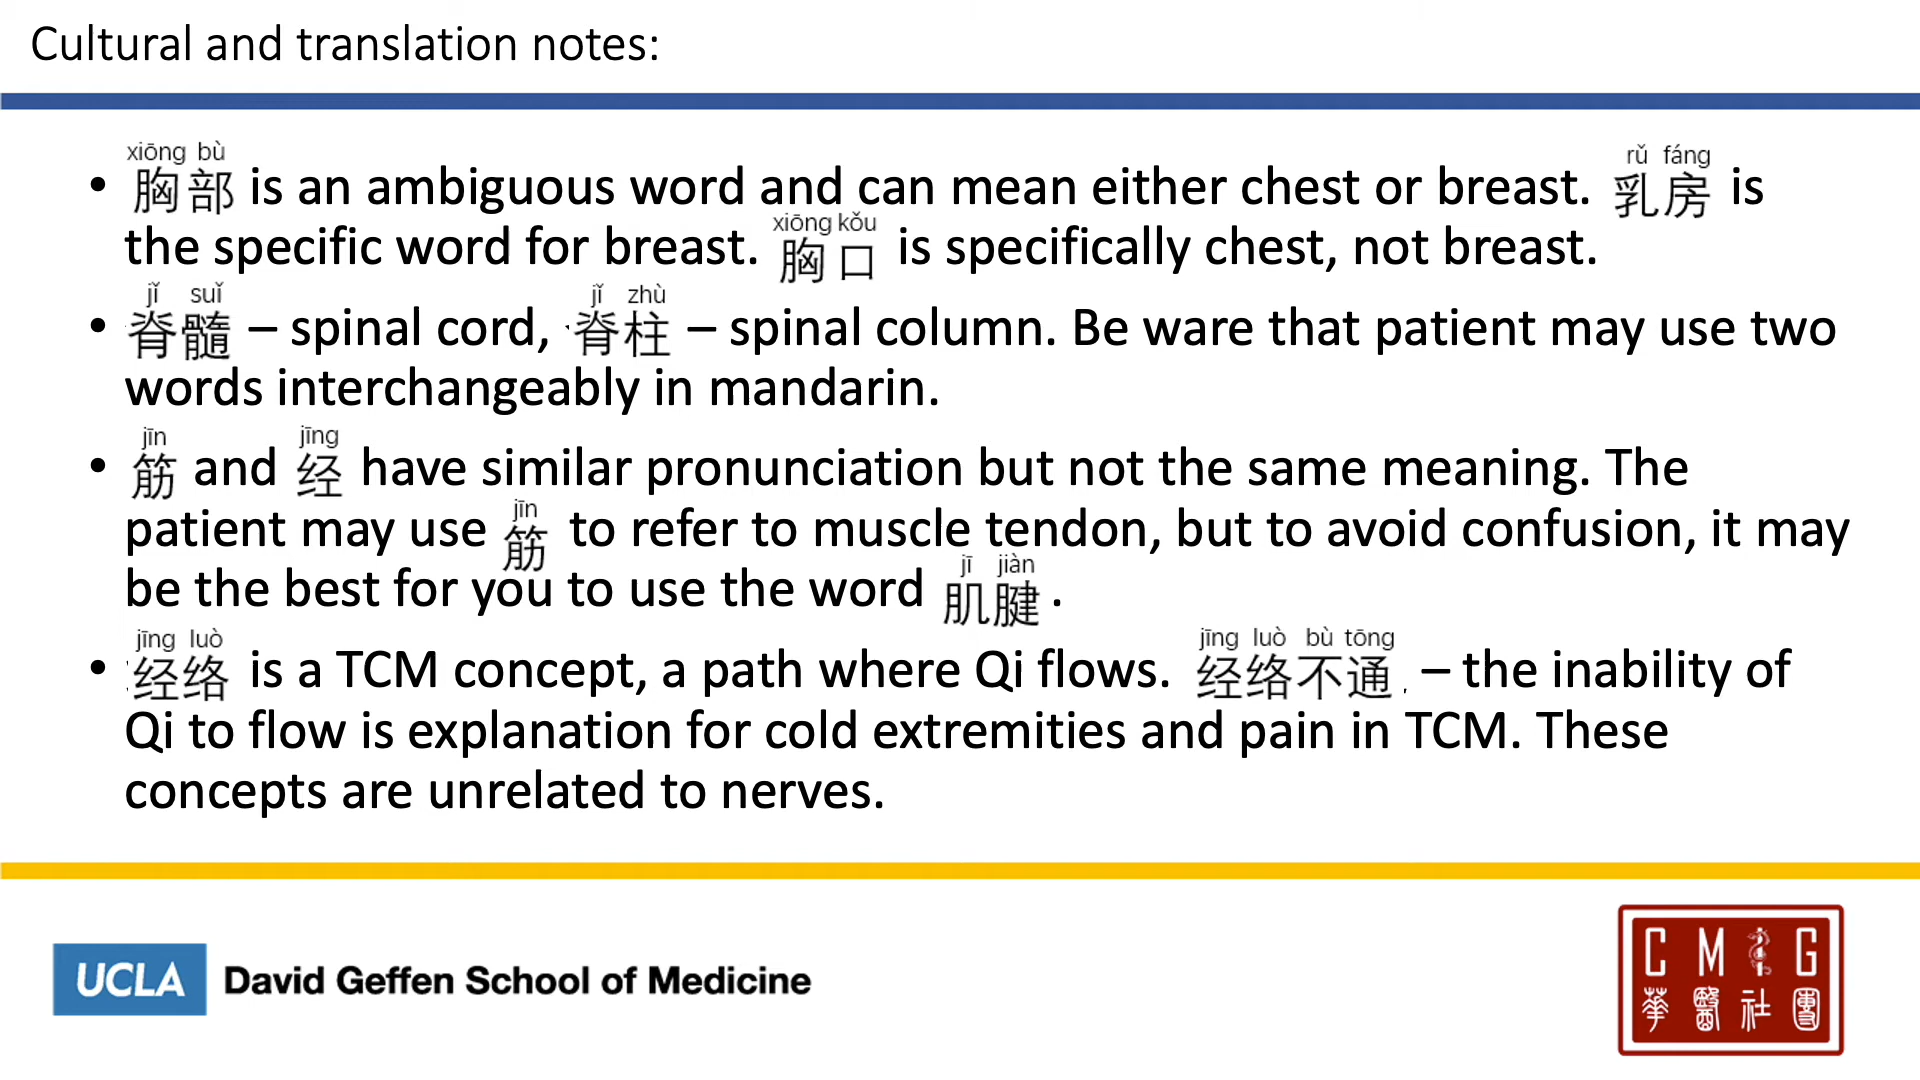 Cultural and translation notes:
xiōng bù rǔ fáng
• 胸部 is an ambiguous word and can mean either chest or breast. 乳房 is
xiōng kǒu
the specific word for breast. 胸口 is specifically chest, not breast.
jǐ suǐ jǐ zhù
• 脊髓 – spinal cord, 脊柱 – spinal column. Be ware that patient may use two
words interchangeably in mandarin.
jīn jīng
• 筋 and 经 have similar pronunciation but not the same meaning. The
jīn
patient may use 筋 to refer to muscle tendon, but to avoid confusion, it may
jī jiàn
be the best for you to use the word 肌腱.
jīng luò jīng luò bù tōng
• 经络 is a TCM concept, a path where Qi flows. 经络不通. – the inability of
Qi to flow is explanation for cold extremities and pain in TCM. These
concepts are unrelated to nerves.
UCLA David Geffen School of Medicine
C M G
華醫社團